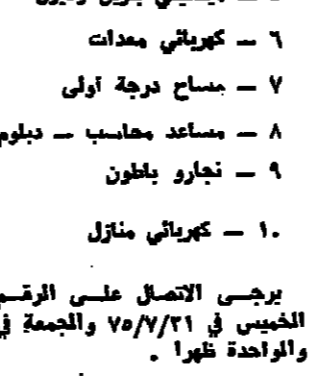 ٦ — كهربائي معدات
٧ — مساح درجة أولى
٨ — مساعد محاسب — دبلوم
٩ — نجارو باطون
١٠ — كهربائي منازل
يرجى الاتصال على الرقم
الخميس في ٧٥/٧/٣١ والجمعة في
والواحدة ظهرا .